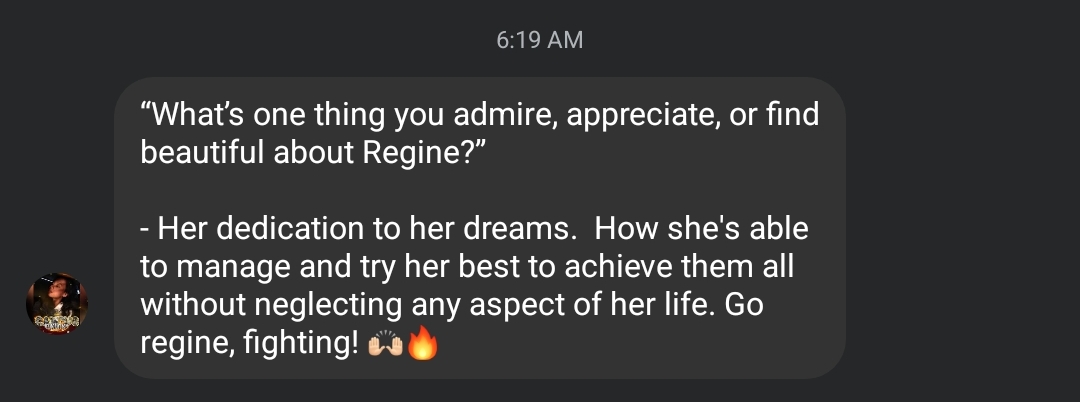 6:19 AM
“What’s one thing you admire, appreciate, or find
beautiful about Regine?”
- Her dedication to her dreams.  How she's able
to manage and try her best to achieve them all
without neglecting any aspect of her life. Go
regine, fighting! 🙌🏻🔥